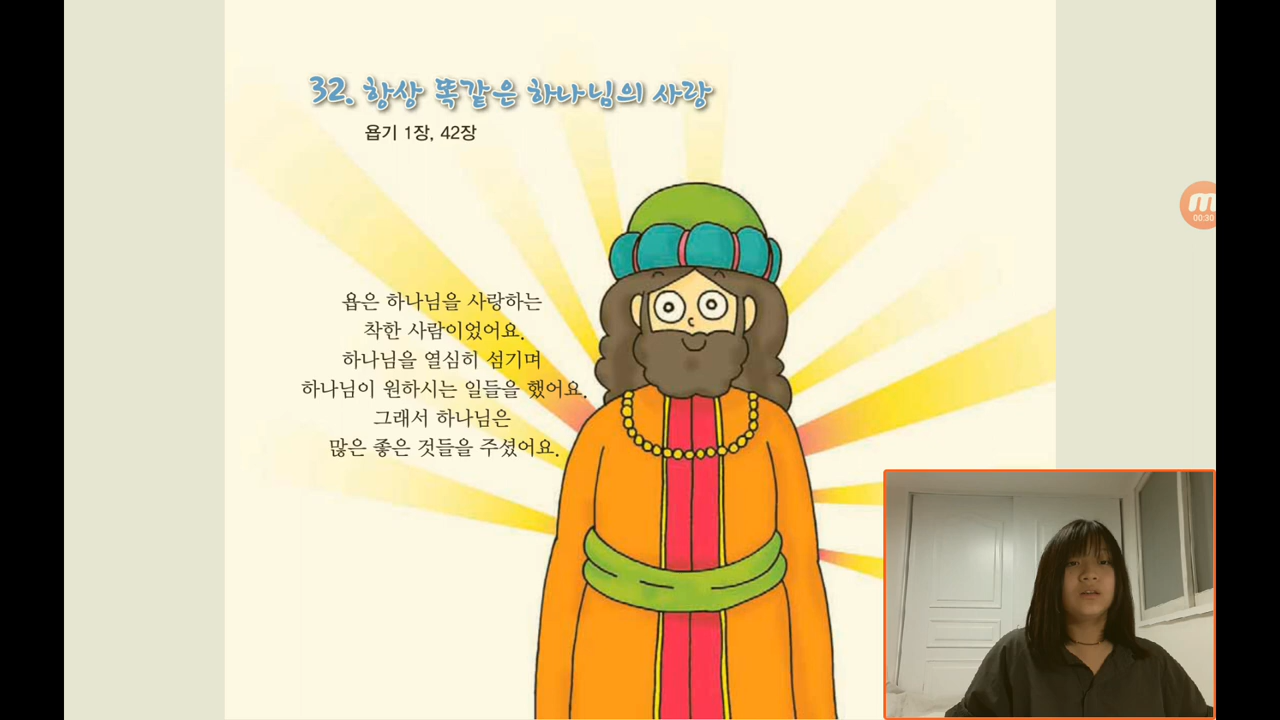 32. 항상 똑같은 하나님의 사랑
욥기 1장, 42장
욥은 하나님을 사랑하는
착한 사람이었어요.
하나님을 열심히 섬기며
하나님이 원하시는 일들을 했어요.
그래서 하나님은
많은 좋은 것들을 주셨어요.
m
00:30